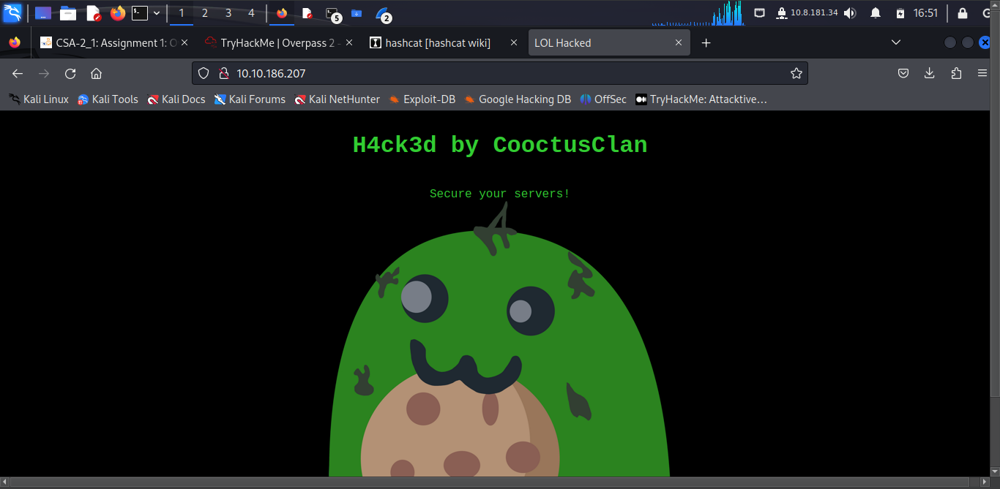 1 2 3 4 5 2 10.8.181.34 16:51
CSA-2_1: Assignment 1: O TryHackMe | Overpass 2 - hashcat [hashcat wiki] LOL Hacked
10.10.186.207
Kali Linux Kali Tools Kali Docs Kali Forums Kali NetHunter Exploit-DB Google Hacking DB OffSec TryHackMe: Attacktive…
H4ck3d by CooctusClan
Secure your servers!